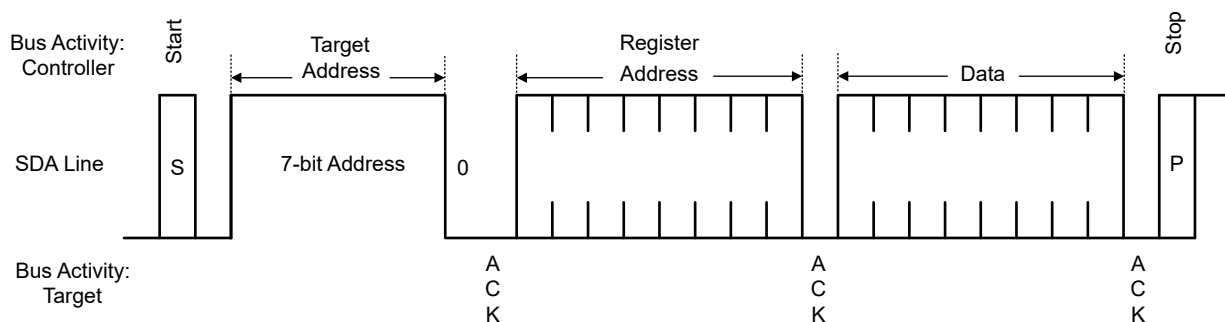 Bus Activity:
Controller
Start
Target
Address
Register
Address
Data
Stop
SDA Line
S
7-bit Address
0
P
Bus Activity:
Target
A
C
K
A
C
K
A
C
K